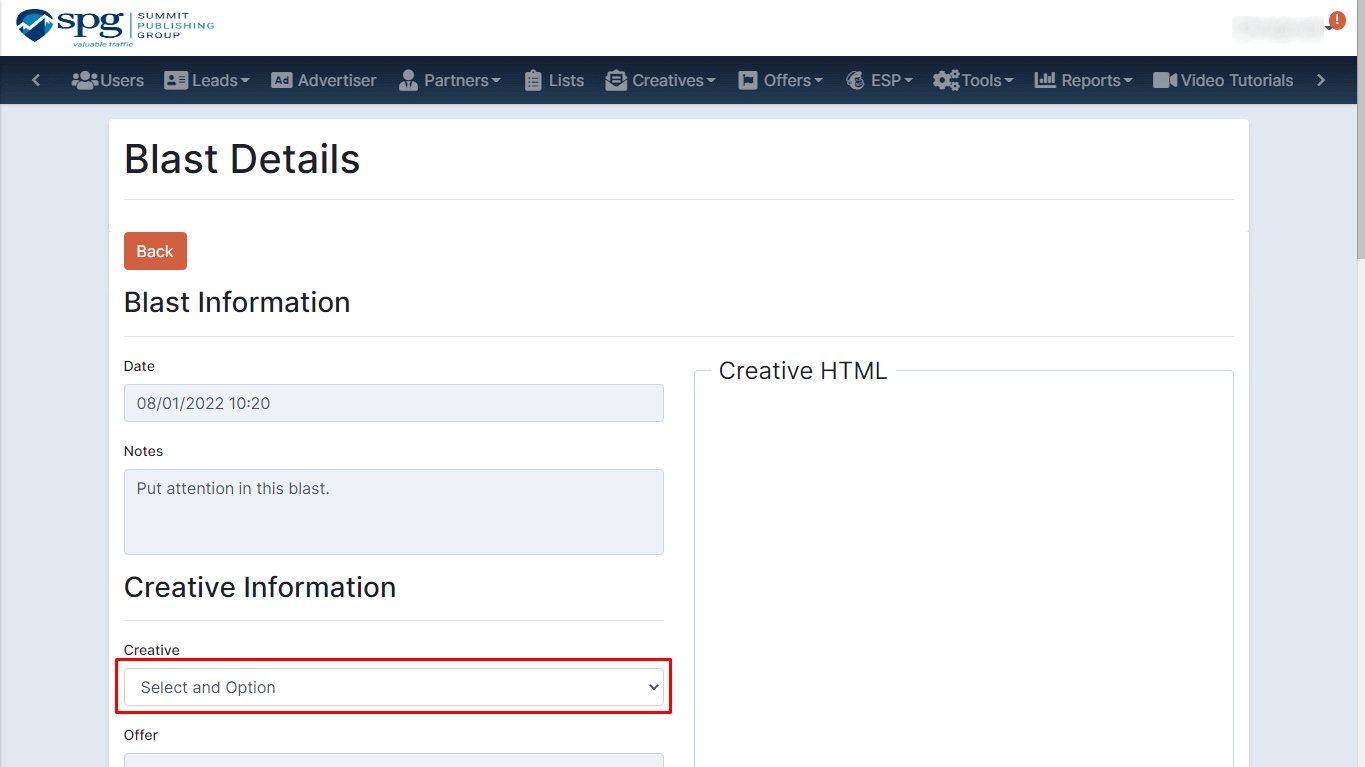 spg
valuable traffic
SUMMIT
PUBLISHING
GROUP
!
Users
Leads
Ad Advertiser
Partners
Lists
Creatives
Offers
ESP
Tools
Reports
Video Tutorials
Blast Details
Back
Blast Information
Date
08/01/2022 10:20
Notes
Put attention in this blast.
Creative Information
Creative
Select and Option
Offer
Creative HTML